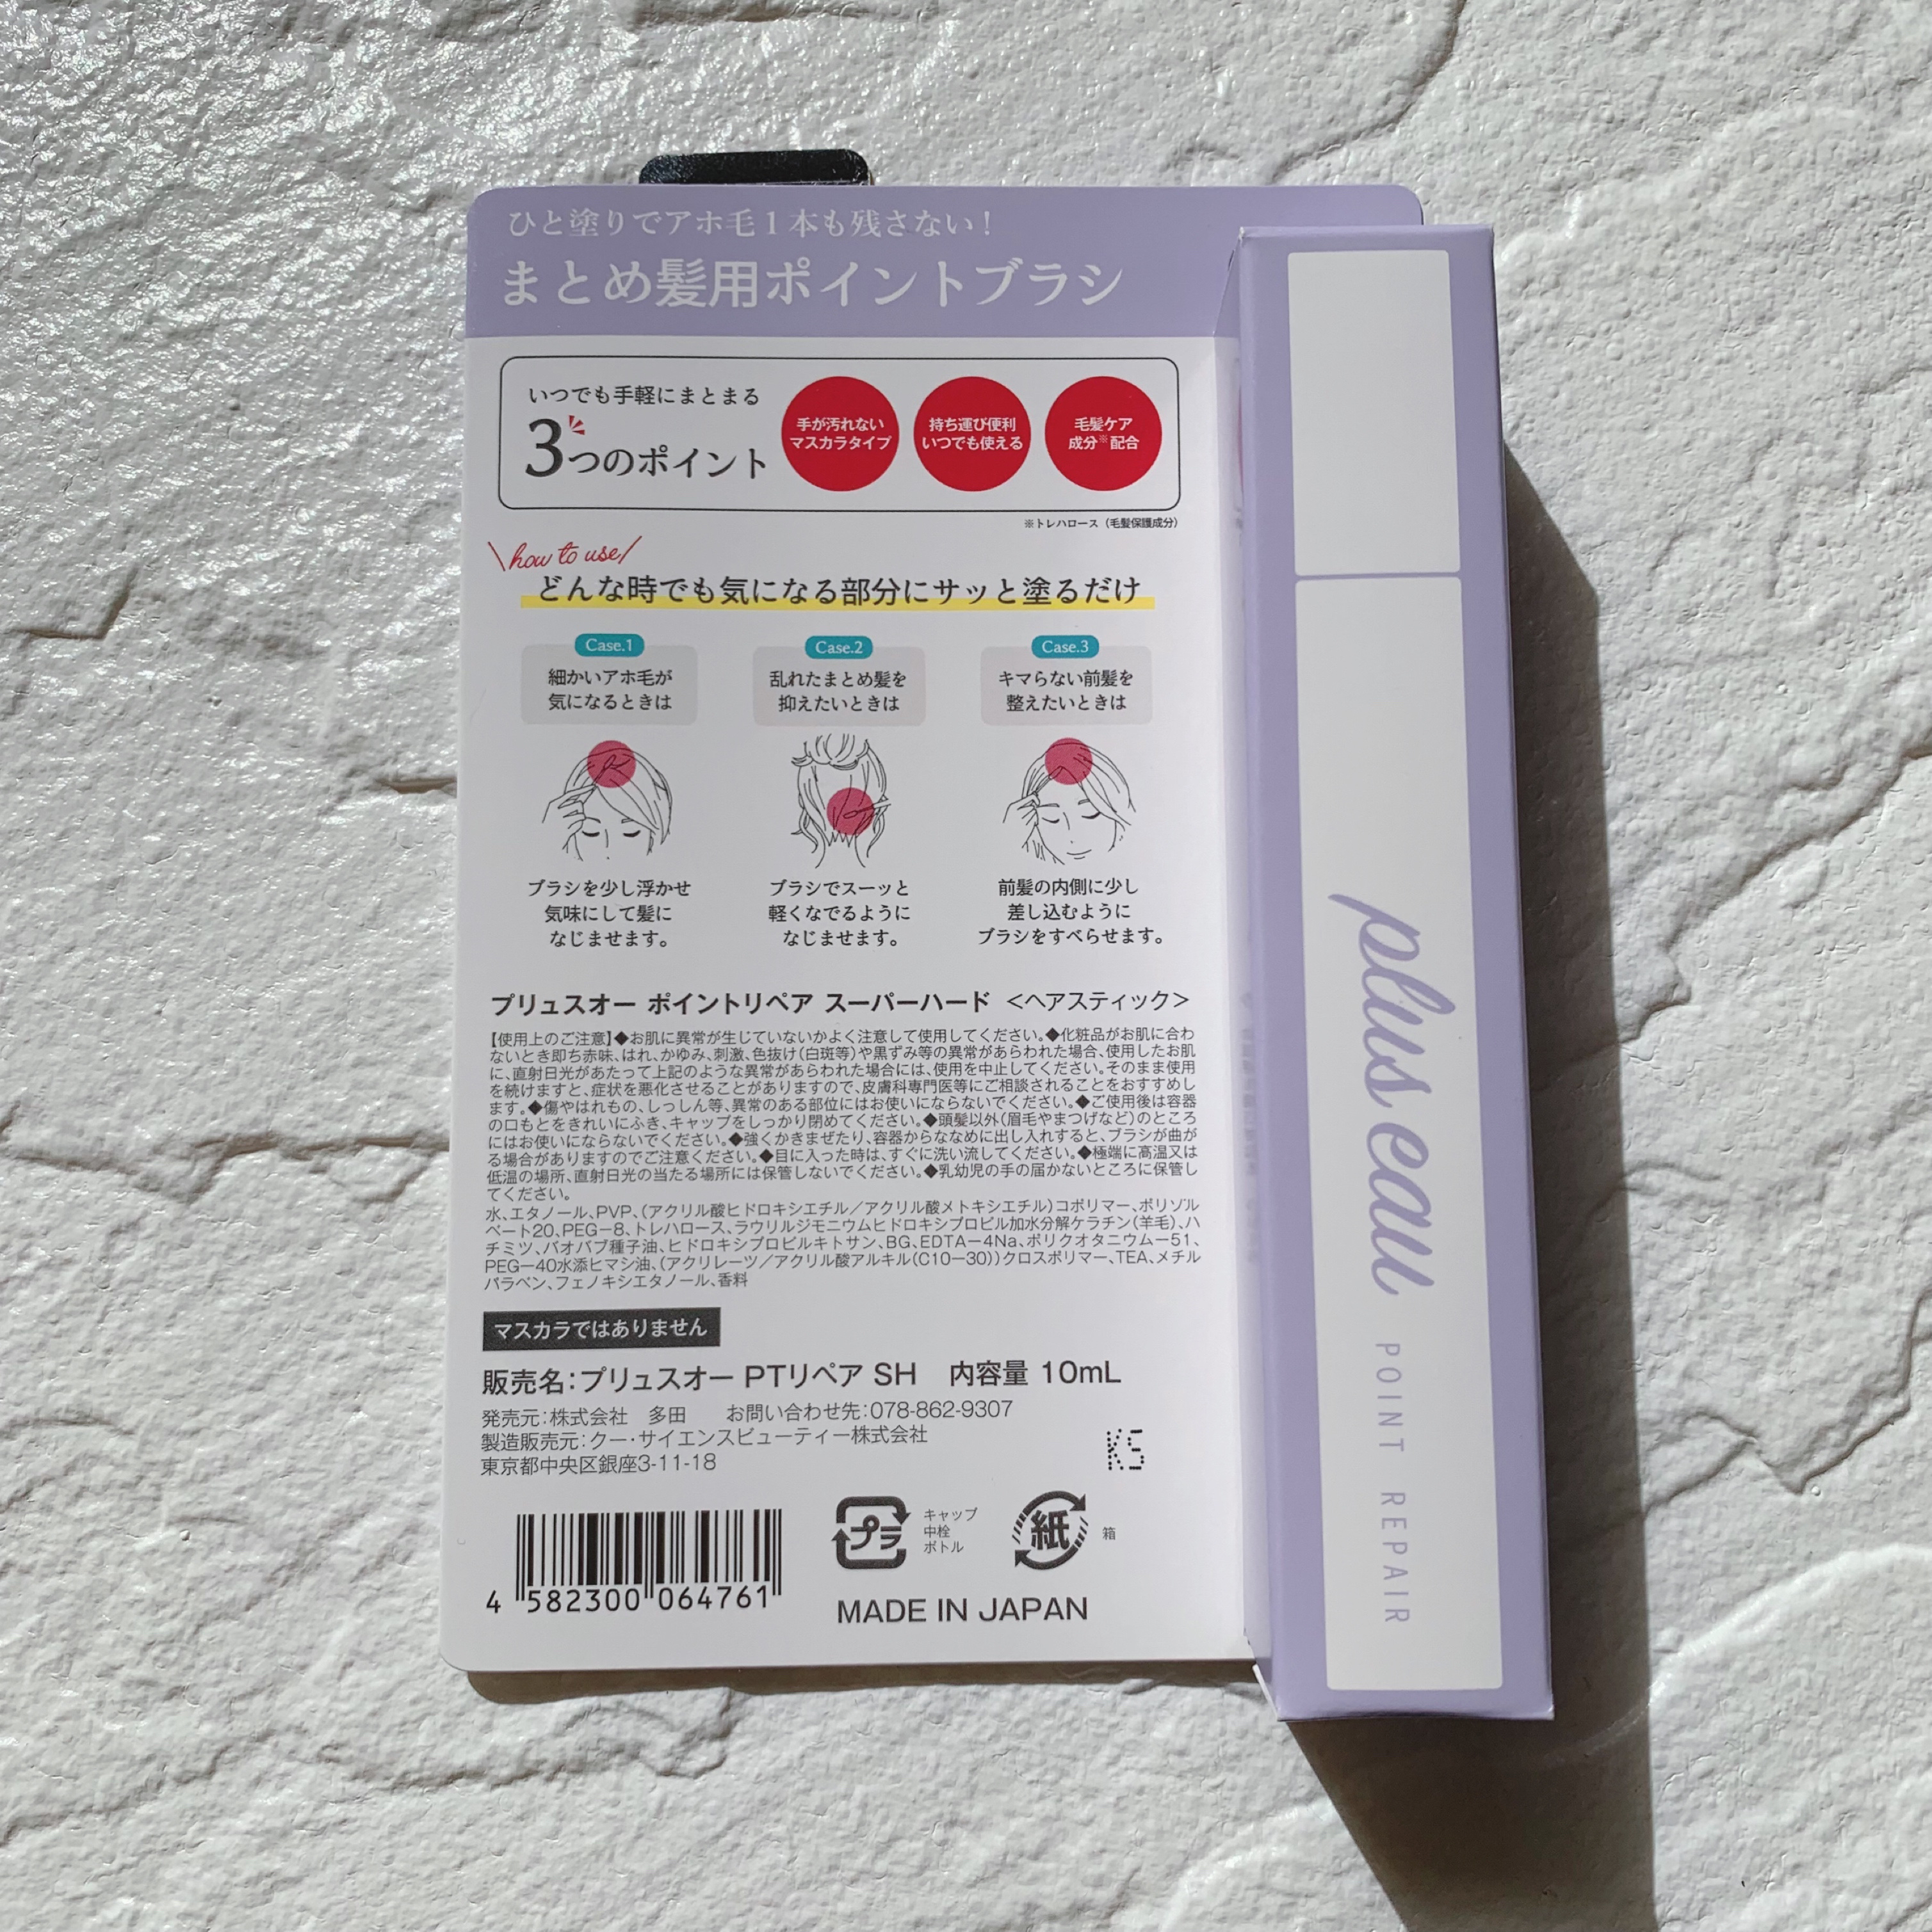 ひと塗りでアホ毛1本も残さない!
まとめ髪用ポイントブラシ
いつでも手軽にまとまる
3つのポイント
手が汚れない
マスカラタイプ
持ち運び便利
いつでも使える
毛髪ケア
成分※配合
※トレハロース（毛髪保護成分）
\how to use/
どんな時でも気になる部分にサッと塗るだけ
Case.1
細かいアホ毛が
気になるときは
ブラシを少し浮かせ
気味にして髪に
なじませます。
Case.2
乱れたまとめ髪を
抑えたいときは
ブラシでスーッと
軽くなでるように
なじませます。
Case.3
キマらない前髪を
整えたいときは
前髪の内側に少し
差し込むように
ブラシをすべらせます。
プリュスオー ポイントリペア スーパーハード ＜ヘアスティック＞
【使用上のご注意】◆お肌に異常が生じていないかよく注意して使用してください。◆化粧品がお肌に合わ
ないとき即ち赤味、はれ、かゆみ、刺激、色抜け（白斑等）や黒ずみ等の異常があらわれた場合、使用したお肌
に、直射日光があたって上記のような異常があらわれた場合には、使用を中止してください。そのまま使用
を続けますと、症状を悪化させることがありますので、皮膚科専門医等にご相談されることをおすすめし
ます。◆傷やはれもの、しっしん等、異常のある部位にはお使いにならないでください。◆ご使用後は容器
の口もとをきれいにふき、キャップをしっかり閉めてください。◆頭髪以外（眉毛やまつげなど）のところ
にはお使いにならないでください。◆強くかきまぜたり、容器からななめに出し入れすると、ブラシが曲が
る場合がありますのでご注意ください。◆目に入った時は、すぐに洗い流してください。◆極端に高温又は
低温の場所、直射日光の当たる場所には保管しないでください。◆乳幼児の手の届かないところに保管し
てください。
水、エタノール、PVP、（アクリル酸ヒドロキシエチル／アクリル酸メトキシエチル）コポリマー、ポリソル
ベート20、PEG－8、トレハロース、ラウリルジモニウムヒドロキシプロピル加水分解ケラチン（羊毛）、ハ
チミツ、バオバブ種子油、ヒドロキシプロピルキトサン、BG、EDTA－4Na、ポリクオタニウム－51、
PEG－40水添ヒマシ油、（アクリレーツ／アクリル酸アルキル（C10－30））クロスポリマー、TEA、メチル
パラベン、フェノキシエタノール、香料
マスカラではありません
販売名：プリュスオー PTリペア SH　内容量 10mL
発売元：株式会社　多田　　お問い合わせ先：078-862-9307
製造販売元：クー・サイエンスビューティー株式会社
東京都中央区銀座3-11-18
KS
4 582300 064761
プラ
キャップ
中栓
ボトル
紙
箱
MADE IN JAPAN
plus eau
POINT REPAIR